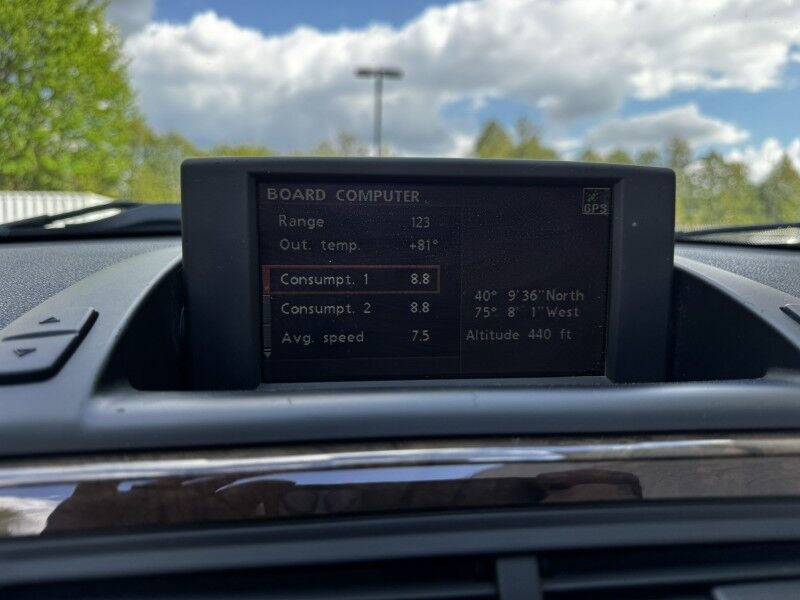 BOARD COMPUTER
GPS
Range 123
Out. temp. +81°
Consumpt. 1 8.8
Consumpt. 2 8.8
Avg. speed 7.5
40° 9'36"North
75° 8' 1"West
Altitude 440 ft